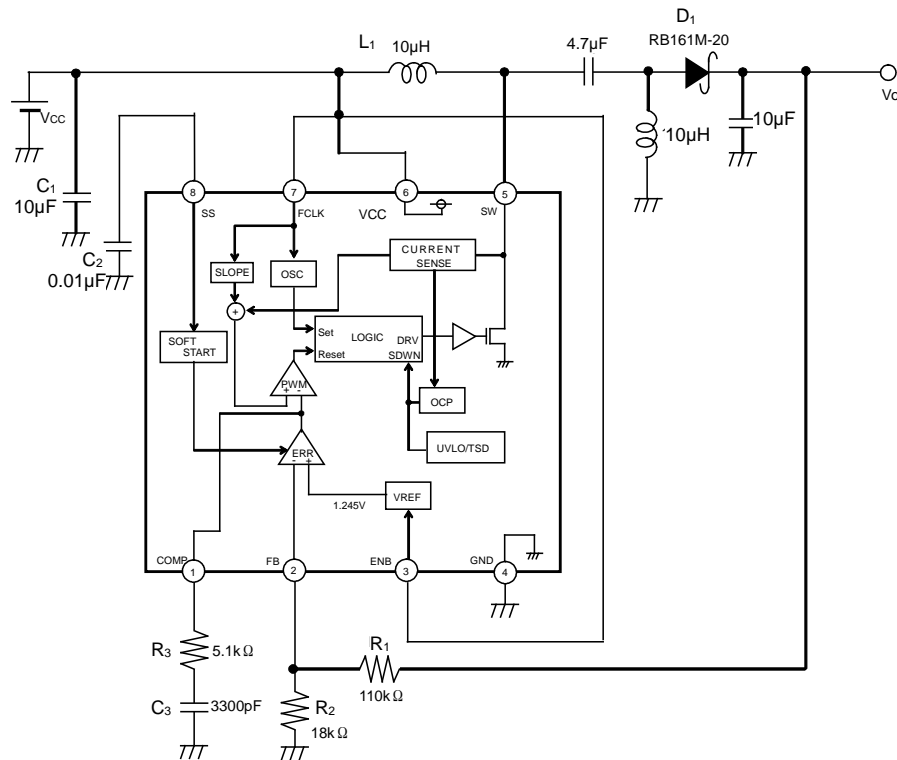 D1
RB161M-20
L1
10μH
4.7μF
Vo
VCC
10μH
10μF
C1
10μF
8
7
6
5
SS
FCLK
VCC
SW
C2
0.01μF
CURRENT
SENSE
SLOPE
OSC
+
Set
LOGIC
DRV
SOFT
START
Reset
SDWN
PWM
+ -
OCP
ERR
- +
UVLO/TSD
1.245V
VREF
COMP
FB
ENB
GND
1
2
3
4
R3
5.1kΩ
R1
110kΩ
C3
3300pF
R2
18kΩ